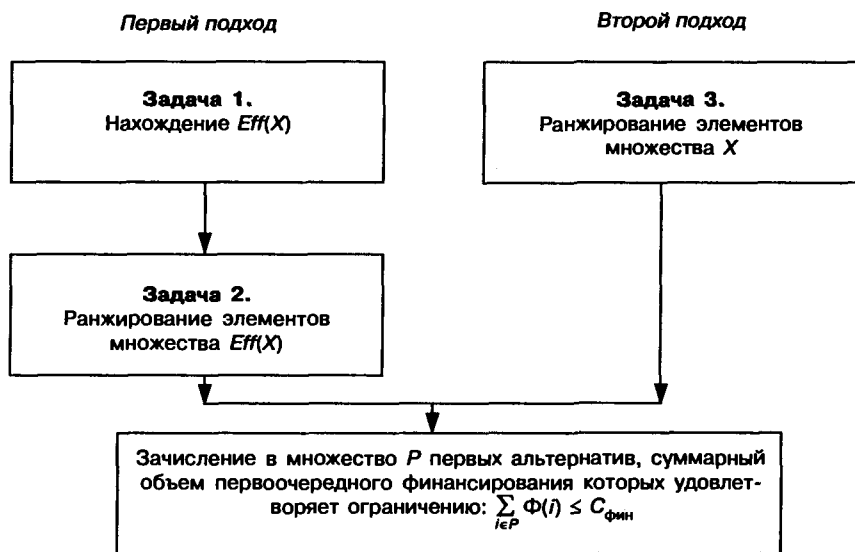 Первый подход
Второй подход
Задача 1.
Нахождение Eff(X)
Задача 3.
Ранжирование элементов
множества X
Задача 2.
Ранжирование элементов
множества Eff(X)
Зачисление в множество P первых альтернатив, суммарный
объем первоочередного финансирования которых удовлет-
воряет ограничению: ∑ Φ(i) ≤ Cфин
i∈P